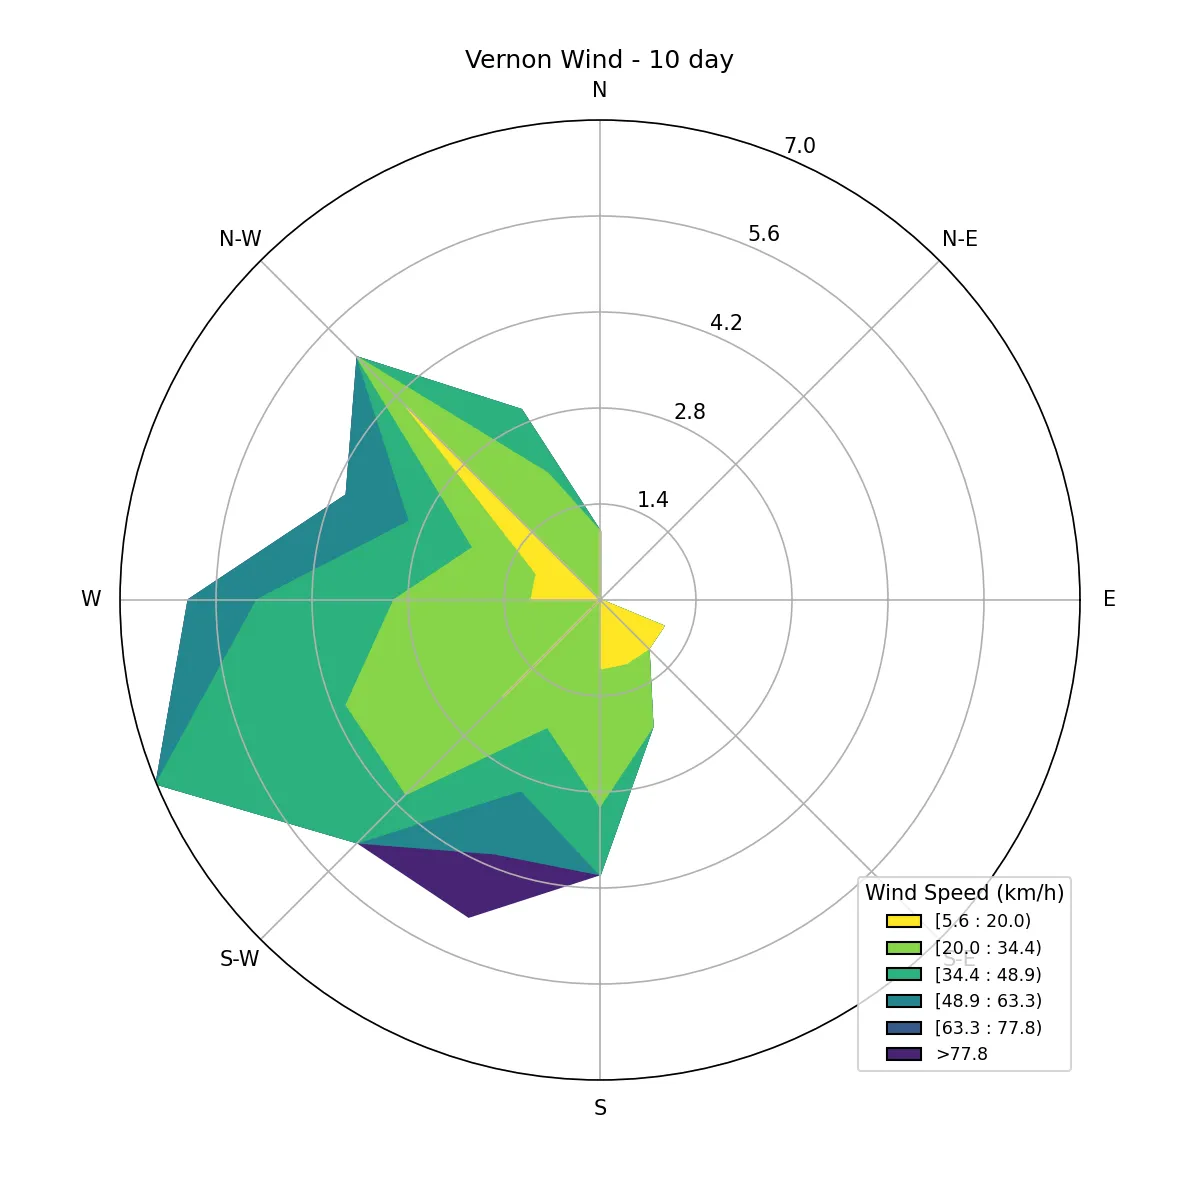 Vernon Wind - 10 day
N
7.0
N-W
5.6
N-E
4.2
2.8
1.4
W
E
S-W
S-E
S
Wind Speed (km/h)
[5.6 : 20.0)
[20.0 : 34.4)
[34.4 : 48.9)
[48.9 : 63.3)
[63.3 : 77.8)
>77.8